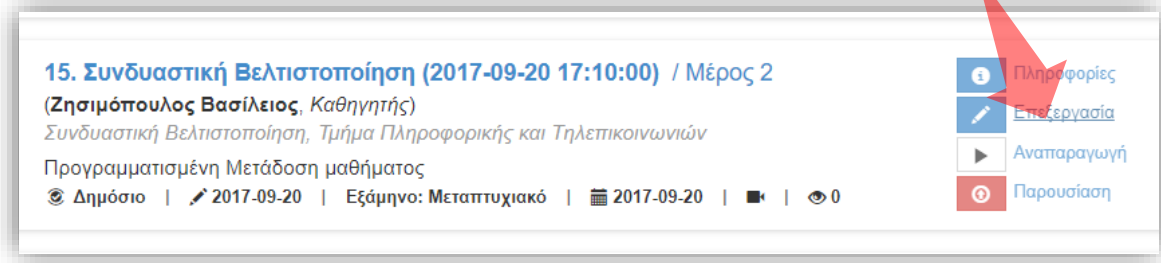 15. Συνδυαστική Βελτιστοποίηση (2017-09-20 17:10:00) / Μέρος 2
(Ζησιμόπουλος Βασίλειος, Καθηγητής)
Συνδυαστική Βελτιστοποίηση, Τμήμα Πληροφορικής και Τηλεπικοινωνιών
Προγραμματισμένη Μετάδοση μαθήματος
Δημόσιο | 2017-09-20 | Εξάμηνο: Μεταπτυχιακό | 2017-09-20 | | 0
Πληροφορίες
Επεξεργασία
Αναπαραγωγή
Παρουσίαση